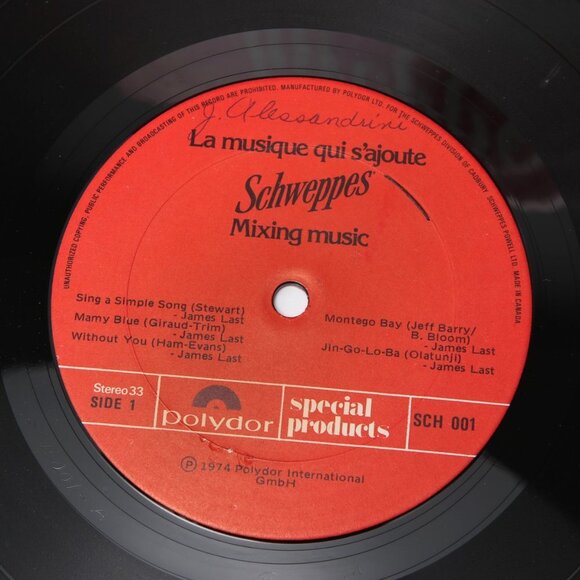 UNAUTHORIZED COPYING, PUBLIC PERFORMANCE AND BROADCASTING OF THIS RECORD ARE PROHIBITED. MANUFACTURED BY POLYDOR LTD. FOR THE SCHWEPPES DIVISION OF CADBURY SCHWEPPES POWELL LTD. MADE IN CANADA
J. Alessandrini
La musique qui s'ajoute
Schweppes
Mixing music
Sing a Simple Song (Stewart)
- James Last
Mamy Blue (Giraud-Trim)
- James Last
Without You (Ham-Evans)
- James Last
Montego Bay (Jeff Barry/
B. Bloom)
- James Last
Jin-Go-Lo-Ba (Olatunji)
- James Last
Stereo 33
SIDE 1
polydor
special
products
SCH 001
Ⓟ 1974 Polydor International
GmbH